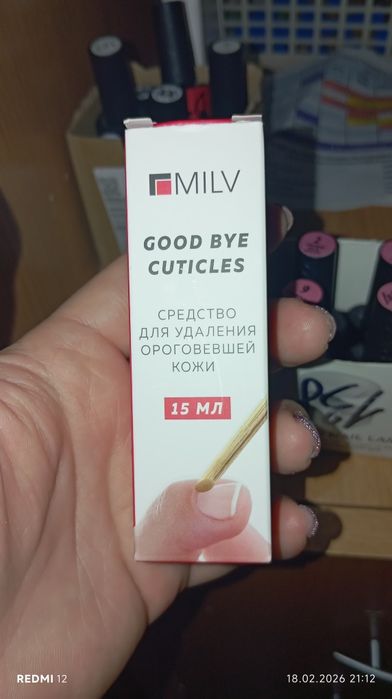 MILV
GOOD BYE
CUTICLES
СРЕДСТВО
ДЛЯ УДАЛЕНИЯ
ОРОГОВЕВШЕЙ
КОЖИ
15 МЛ
REDMI 12
18.02.2026 21:12